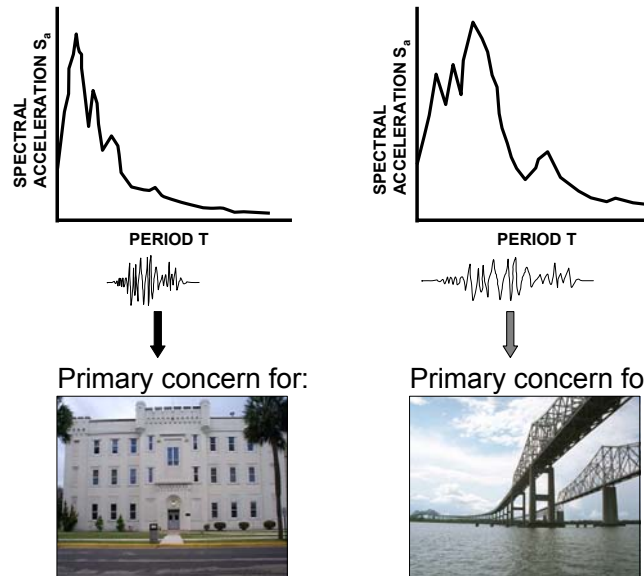 SPECTRAL
ACCELERATION Sa
PERIOD T
Primary concern for:
SPECTRAL
ACCELERATION Sa
PERIOD T
Primary concern fo